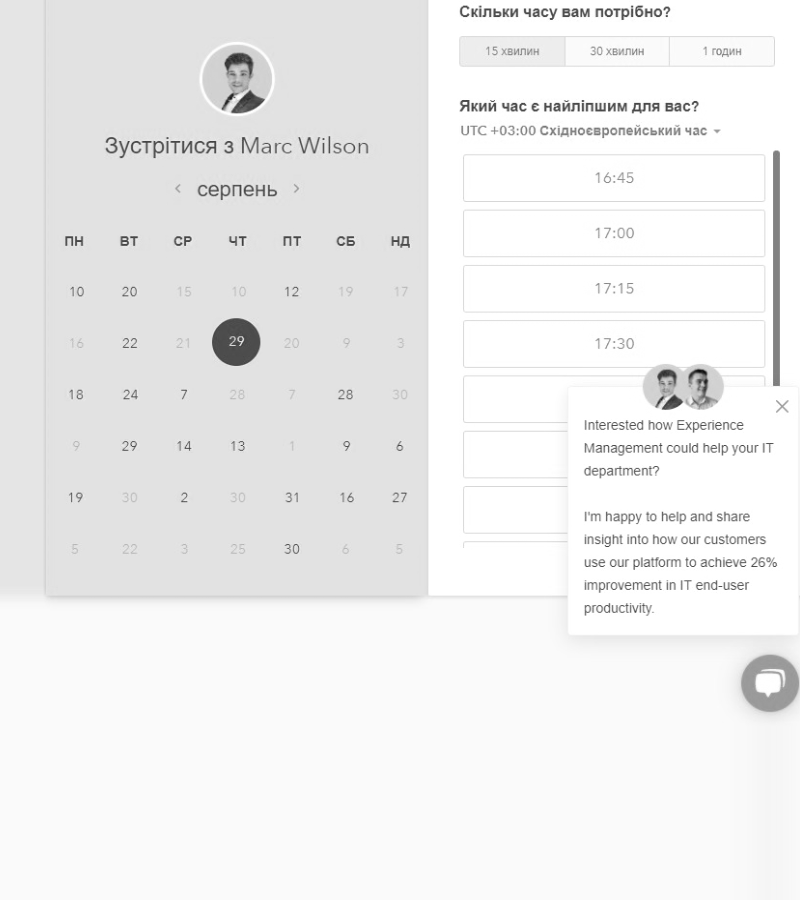 Зустрітися з Marc Wilson
серпень
ПН ВТ СР ЧТ ПТ СБ НД
10 20 15 10 12 19 17
16 22 21 29 20 9 3
18 24 7 28 7 28 30
9 29 14 13 1 9 6
19 30 2 30 31 16 27
5 22 3 25 30 6 5
Скільки часу вам потрібно?
15 хвилин 30 хвилин 1 годин
Який час є найліпшим для вас?
UTC +03:00 Східноєвропейський час
16:45
17:00
17:15
17:30
Interested how Experience
Management could help your IT
department?
I'm happy to help and share
insight into how our customers
use our platform to achieve 26%
improvement in IT end-user
productivity.